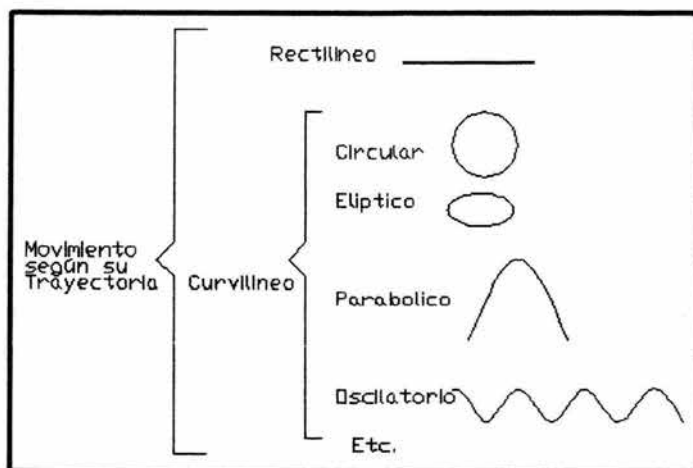 Rectilineo
Circular
Eliptico
Movimiento
según su
Trayectoria
Curvilineo
Parabolico
Oscilatorio
Etc.